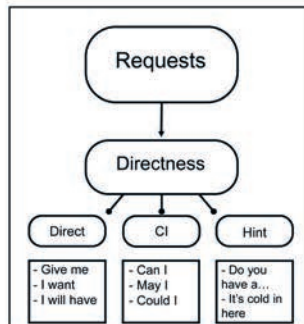 Requests
Directness
Direct
CI
Hint
- Give me
- I want
- I will have
- Can I
- May I
- Could I
- Do you
have a...
- It's cold in
here